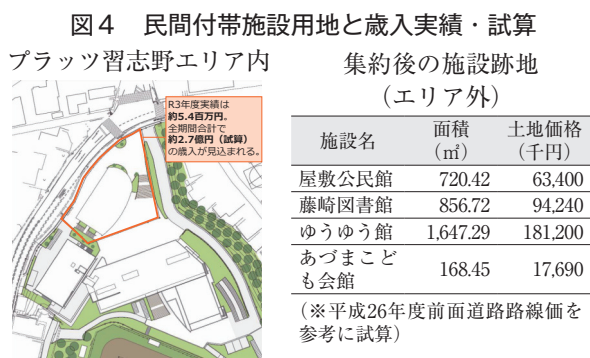 図４　民間付帯施設用地と歳入実績・試算
プラッツ習志野エリア内
R3年度実績は
約5.4百万円。
全期間合計で
約2.7億円（試算）
の歳入が見込まれる。
集約後の施設跡地
（エリア外）
施設名 面積（㎡） 土地価格（千円）
屋敷公民館 720.42 63,400
藤崎図書館 856.72 94,240
ゆうゆう館 1,647.29 181,200
あづまこど
も会館 168.45 17,690
（※平成26年度前面道路路線価を
参考に試算）